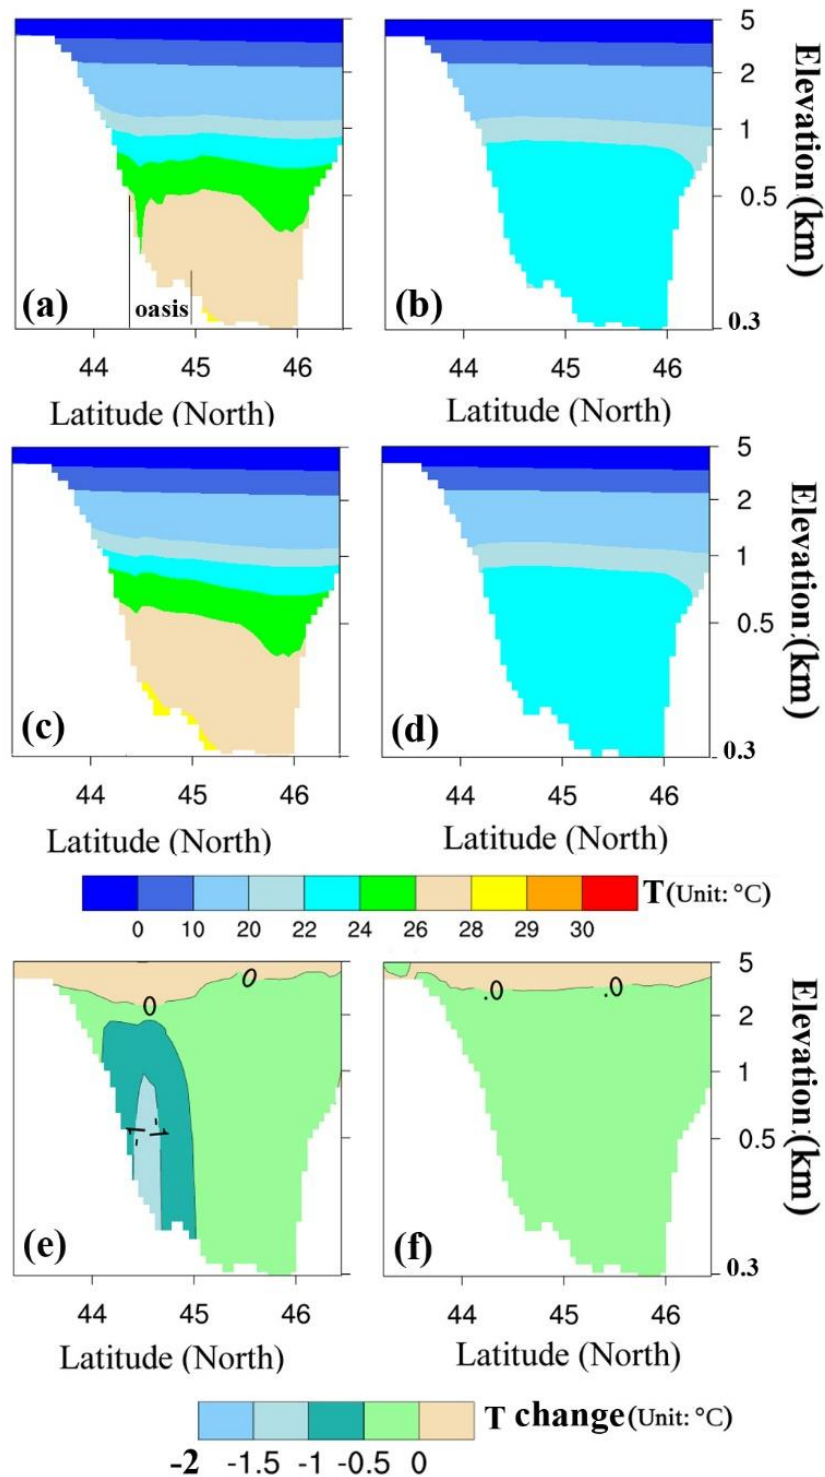 5
2
1
0.5
0.3
Elevation (km)
(a)
oasis
(b)
44 45 46
44 45 46
Latitude (North)
Latitude (North)
5
2
1
0.5
0.3
Elevation (km)
(c)
(d)
44 45 46
44 45 46
Latitude (North)
Latitude (North)
T (Unit: °C)
0 10 20 22 24 26 28 29 30
0
0
.0
.0
5
2
1
0.5
0.3
Elevation (km)
(e)
(f)
44 45 46
44 45 46
Latitude (North)
Latitude (North)
T change (Unit: °C)
-2 -1.5 -1 -0.5 0